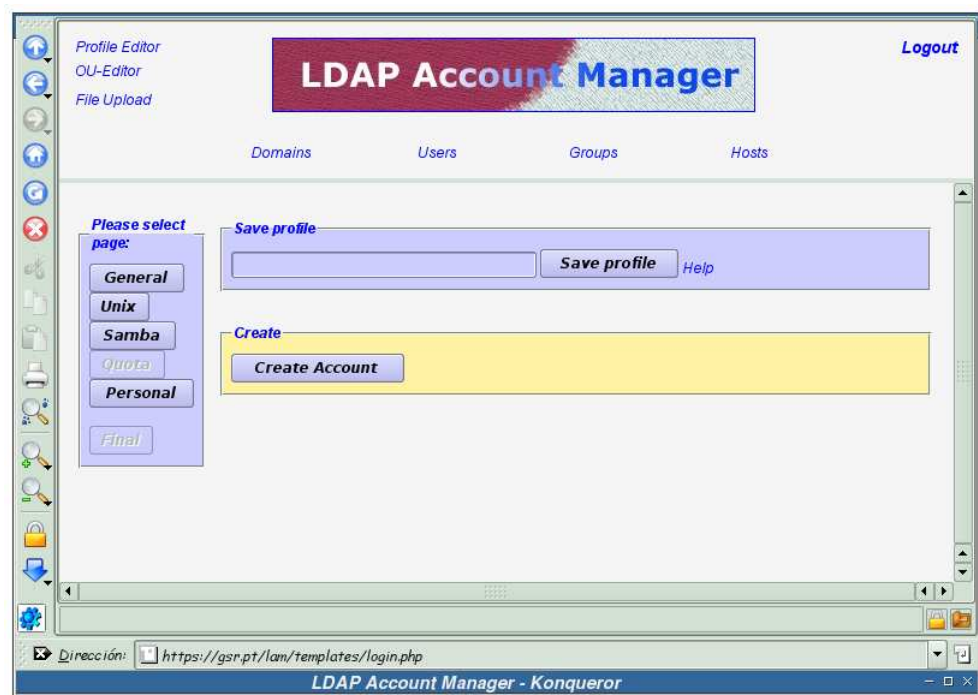 Profile Editor
OU-Editor
File Upload
LDAP Account Manager
Logout
Domains Users Groups Hosts
Please select
page:
General
Unix
Samba
Quota
Personal
Final
Save profile
Save profile Help
Create
Create Account
Dirección: https://gsr.pt/lam/templates/login.php
LDAP Account Manager - Konqueror